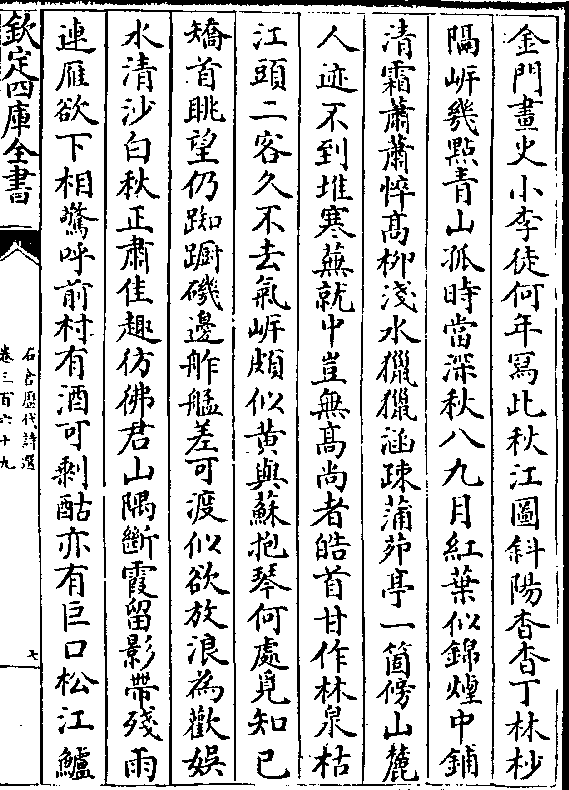 金門畫史小李徒何年寫此秋江圖斜陽杳杳丁林杪
隔㟁幾點青山孤時當深秋八九月紅葉似錦煌中鋪
清霜蕭蕭悴髙柳淺水獵獵涵疎蒲茆亭一箇傍山麓
人迹不到堆寒蕪就中豈無髙尚者皓首甘作林泉枯
江頭二客久不去氣㟁頗似黄與蘇抱琴何處覓知已
矯首眺望仍踟蹰磯邊舴艋差可渡似欲放浪為歡娯
水清沙白秋正肅佳趣彷彿君山隅斷霞留影帶殘雨
連雁欲下相驚呼前村有酒可剩酤亦有巨口松江鱸
欽定四庫全書
石倉歷代詩選
卷三百六十九
七